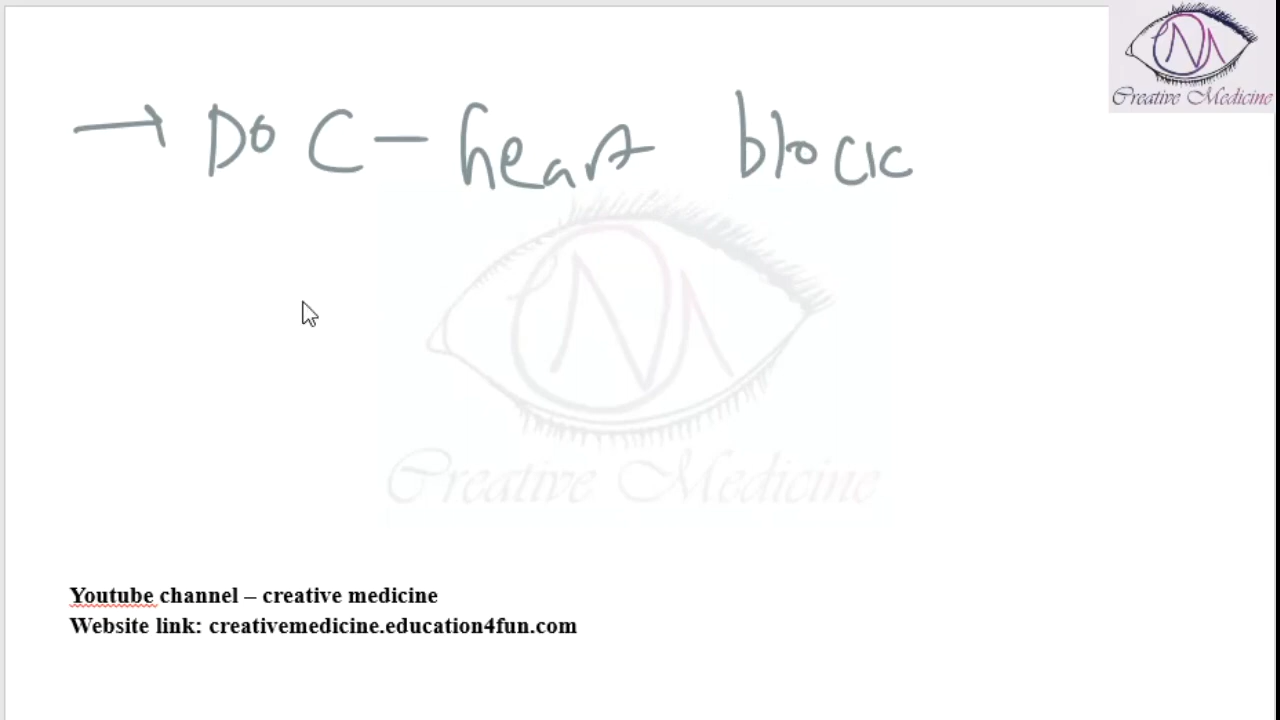 Creative Medicine
→ DOC – heart block
Creative Medicine
Youtube channel – creative medicine
Website link: creativemedicine.education4fun.com